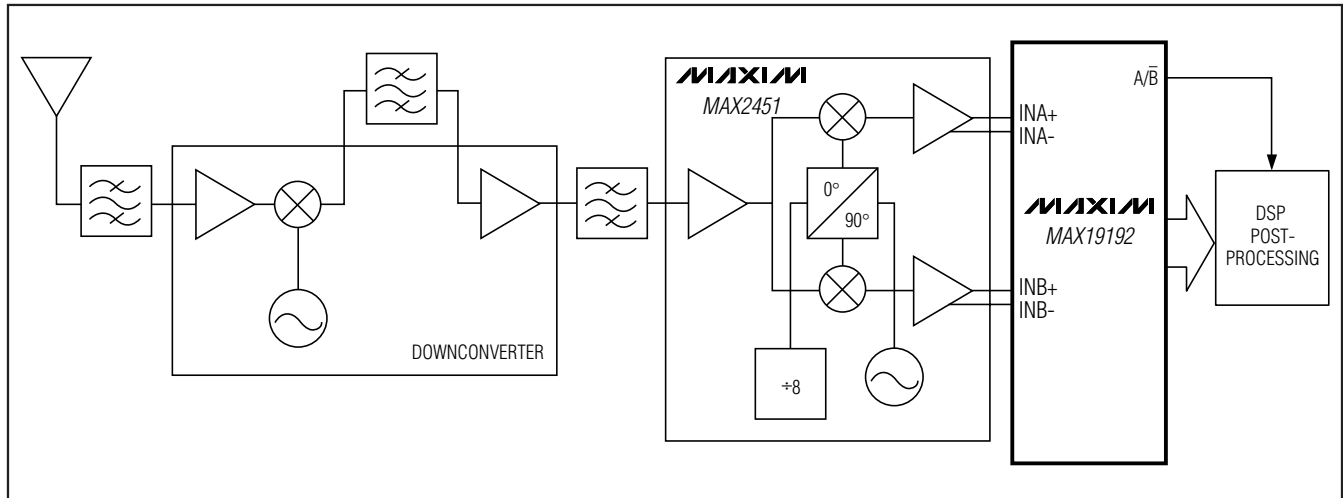 DOWNCONVERTER
MAXIM
MAX2451
0°
90°
÷8
INA+
INA-
INB+
INB-
A/B̅
MAXIM
MAX19192
DSP
POST-
PROCESSING